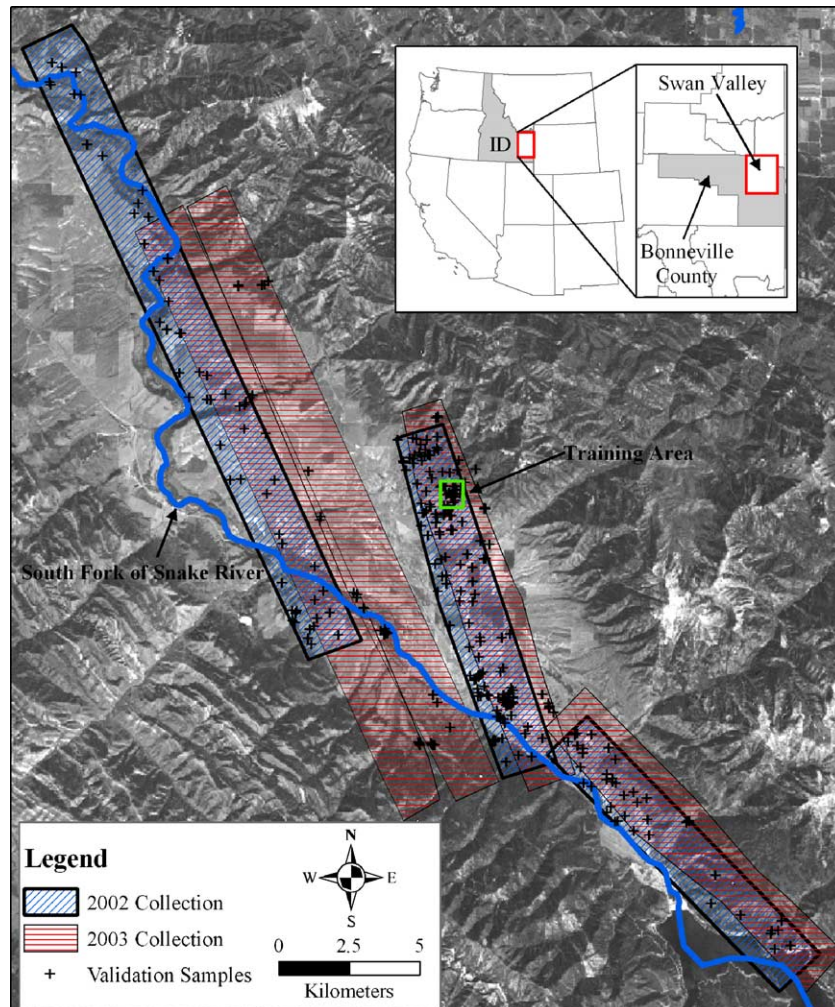 Swan Valley
ID
Bonneville
County
Training Area
South Fork of Snake River
Legend
2002 Collection
2003 Collection
Validation Samples
N
W E
S
0 2.5 5
Kilometers